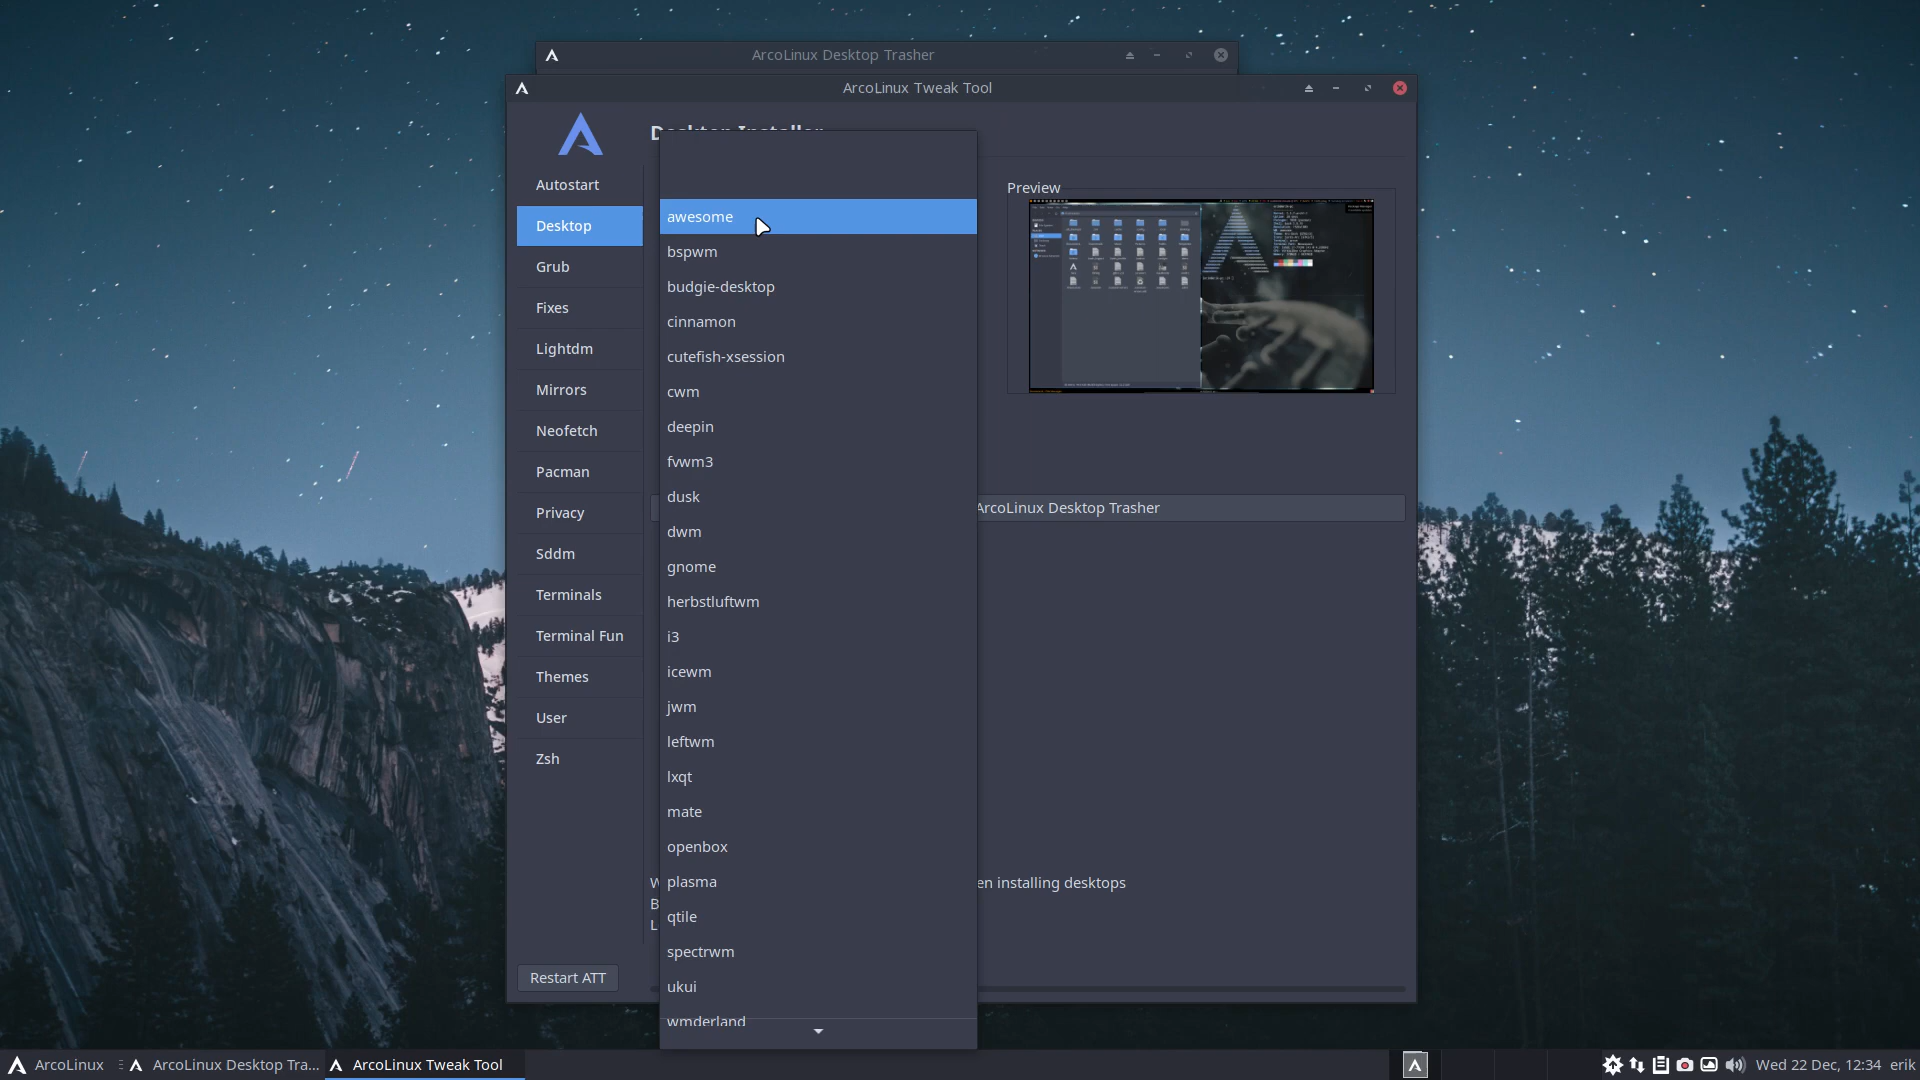 ArcoLinux Desktop Trasher
ArcoLinux Tweak Tool
Desktop Installer
Autostart
Desktop
Grub
Fixes
Lightdm
Mirrors
Neofetch
Pacman
Privacy
Sddm
Terminals
Terminal Fun
Themes
User
Zsh
Restart ATT
awesome
bspwm
budgie-desktop
cinnamon
cutefish-xsession
cwm
deepin
fvwm3
dusk
dwm
gnome
herbstluftwm
i3
icewm
jwm
leftwm
lxqt
mate
openbox
plasma
qtile
spectrwm
ukui
wmderland
Preview
ArcoLinux Desktop Trasher
en installing desktops
ArcoLinux
ArcoLinux Desktop Tra...
ArcoLinux Tweak Tool
Wed 22 Dec, 12:34 erik